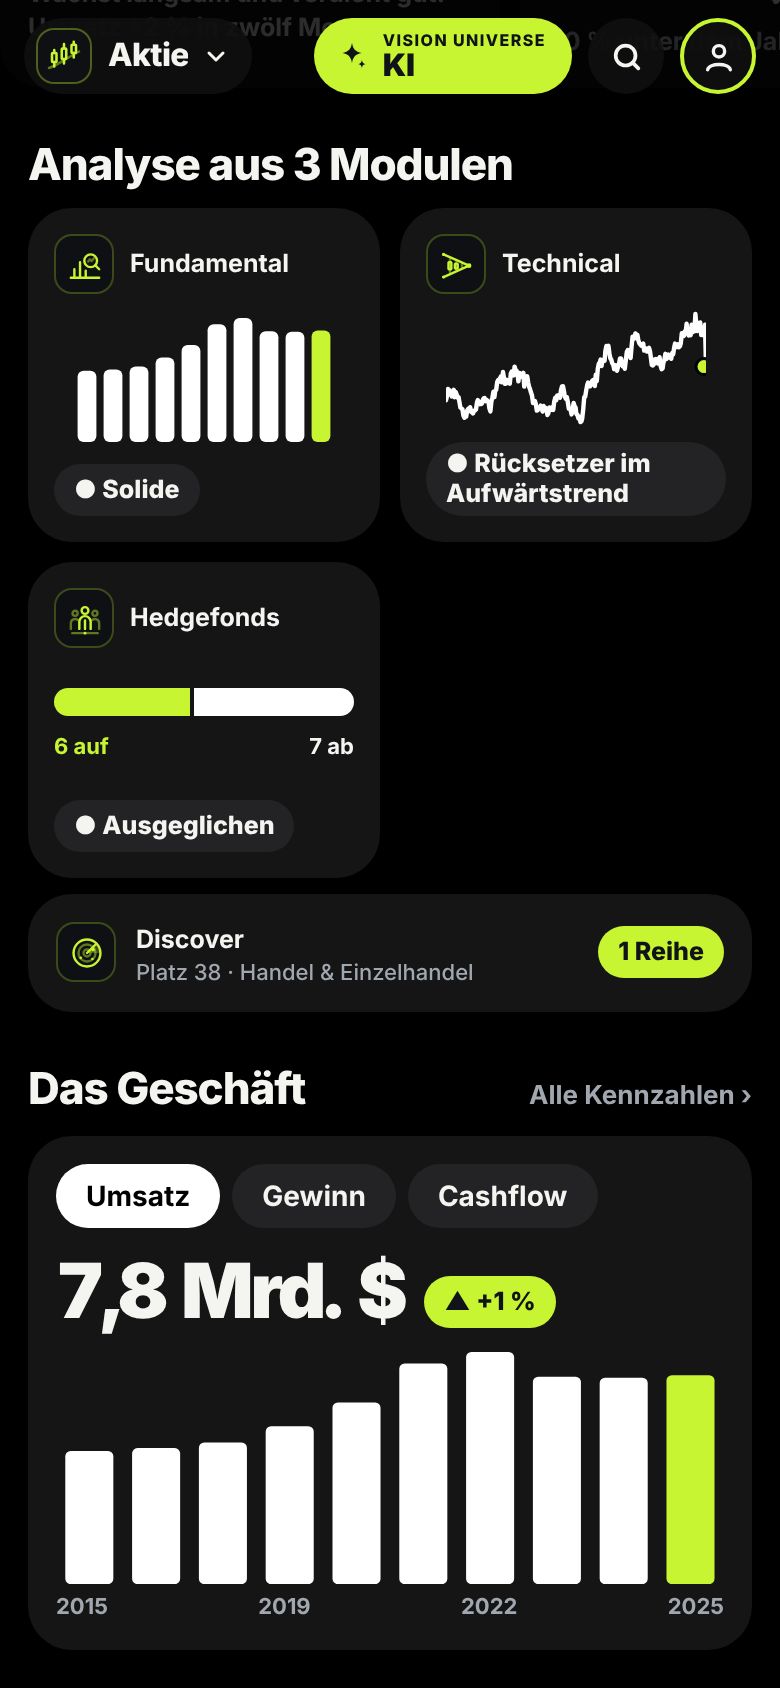 Aktie
VISION UNIVERSE
KI
Analyse aus 3 Modulen
Fundamental
Technical
Solide
Rücksetzer im
Aufwärtstrend
Hedgefonds
6 auf
7 ab
Ausgeglichen
Discover
Platz 38 · Handel & Einzelhandel
1 Reihe
Das Geschäft
Alle Kennzahlen ›
Umsatz
Gewinn
Cashflow
7,8 Mrd. $
▲ +1 %
2015
2019
2022
2025